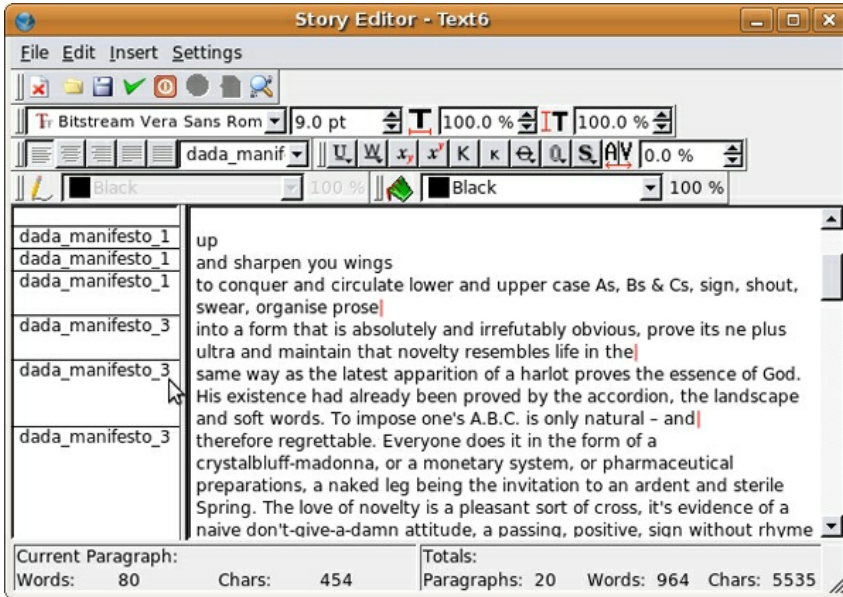 Story Editor - Text6
File Edit Insert Settings
Bitstream Vera Sans Rom 9.0 pt T 100.0 % T 100.0 %
dada_manif U W xy xy K K O O S AV 0.0 %
Black 100 % Black 100 %
dada_manifesto_1 up
dada_manifesto_1 and sharpen you wings
dada_manifesto_1 to conquer and circulate lower and upper case As, Bs & Cs, sign, shout,
swear, organise prose
dada_manifesto_3 into a form that is absolutely and irrefutably obvious, prove its ne plus
ultra and maintain that novelty resembles life in the
dada_manifesto_3 same way as the latest apparition of a harlot proves the essence of God.
His existence had already been proved by the accordion, the landscape
and soft words. To impose one's A.B.C. is only natural – and
dada_manifesto_3 therefore regrettable. Everyone does it in the form of a
crystalbluff-madonna, or a monetary system, or pharmaceutical
preparations, a naked leg being the invitation to an ardent and sterile
Spring. The love of novelty is a pleasant sort of cross, it's evidence of a
naive don't-give-a-damn attitude, a passing, positive, sign without rhyme
Current Paragraph: Totals:
Words: 80 Chars: 454 Paragraphs: 20 Words: 964 Chars: 5535